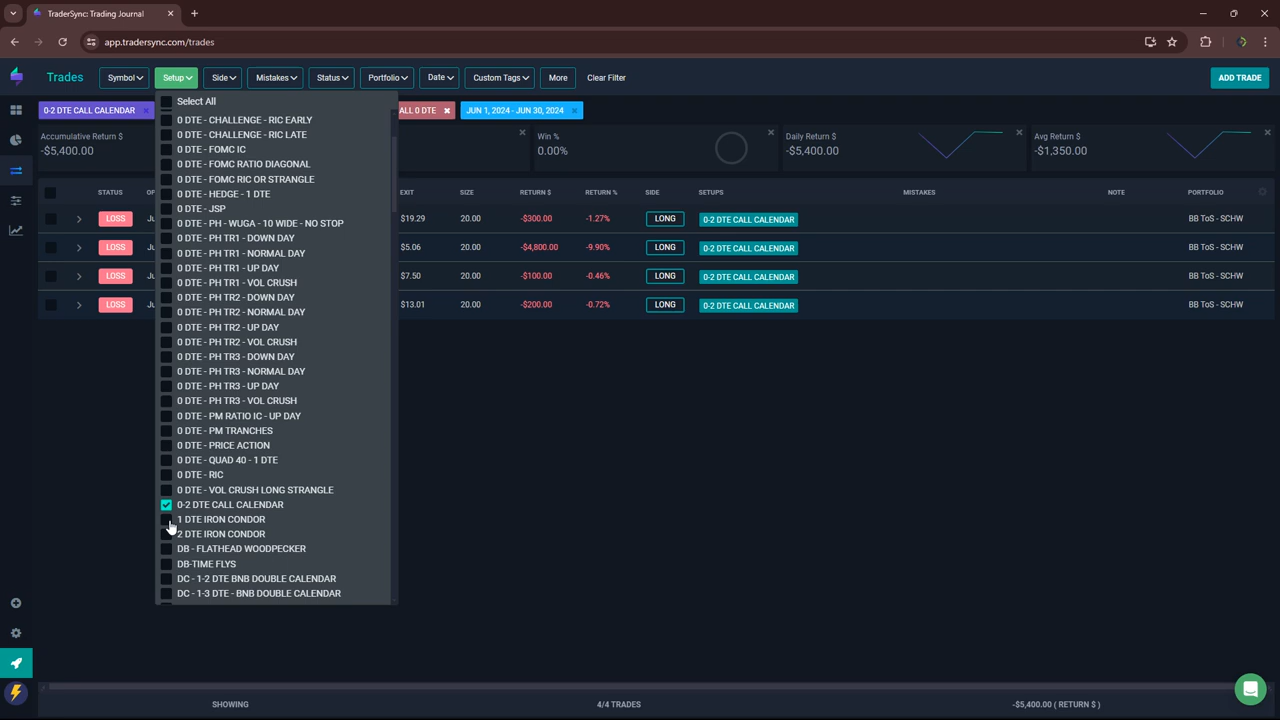 TraderSync: Trading Journal
app.tradersync.com/trades
Trades
Symbol
Setup
Side
Mistakes
Status
Portfolio
Date
Custom Tags
More
Clear Filter
ADD TRADE
0-2 DTE CALL CALENDAR ×
ALL 0 DTE ×
JUN 1, 2024 - JUN 30, 2024 ×
Accumulative Return $
-$5,400.00
Win %
0.00%
Daily Return $
-$5,400.00
Avg Return $
-$1,350.00
STATUS
EXIT
SIZE
RETURN $
RETURN %
SIDE
SETUPS
MISTAKES
NOTE
PORTFOLIO
LOSS $19.29 20.00 -$300.00 -1.27% LONG 0-2 DTE CALL CALENDAR BB ToS - SCHW
LOSS $5.06 20.00 -$4,800.00 -9.90% LONG 0-2 DTE CALL CALENDAR BB ToS - SCHW
LOSS $7.50 20.00 -$100.00 -0.46% LONG 0-2 DTE CALL CALENDAR BB ToS - SCHW
LOSS $13.01 20.00 -$200.00 -0.72% LONG 0-2 DTE CALL CALENDAR BB ToS - SCHW
Select All
0 DTE - CHALLENGE - RIC EARLY
0 DTE - CHALLENGE - RIC LATE
0 DTE - FOMC IC
0 DTE - FOMC RATIO DIAGONAL
0 DTE - FOMC RIC OR STRANGLE
0 DTE - HEDGE - 1 DTE
0 DTE - JSP
0 DTE - PH - WUGA - 10 WIDE - NO STOP
0 DTE - PH TR1 - DOWN DAY
0 DTE - PH TR1 - NORMAL DAY
0 DTE - PH TR1 - UP DAY
0 DTE - PH TR1 - VOL CRUSH
0 DTE - PH TR2 - DOWN DAY
0 DTE - PH TR2 - NORMAL DAY
0 DTE - PH TR2 - UP DAY
0 DTE - PH TR2 - VOL CRUSH
0 DTE - PH TR3 - DOWN DAY
0 DTE - PH TR3 - NORMAL DAY
0 DTE - PH TR3 - UP DAY
0 DTE - PH TR3 - VOL CRUSH
0 DTE - PM RATIO IC - UP DAY
0 DTE - PM TRANCHES
0 DTE - PRICE ACTION
0 DTE - QUAD 40 - 1 DTE
0 DTE - RIC
0 DTE - VOL CRUSH LONG STRANGLE
0-2 DTE CALL CALENDAR
1 DTE IRON CONDOR
2 DTE IRON CONDOR
DB - FLATHEAD WOODPECKER
DB-TIME FLYS
DC - 1-2 DTE BNB DOUBLE CALENDAR
DC - 1-3 DTE - BNB DOUBLE CALENDAR
SHOWING
4/4 TRADES
-$5,400.00 ( RETURN $ )